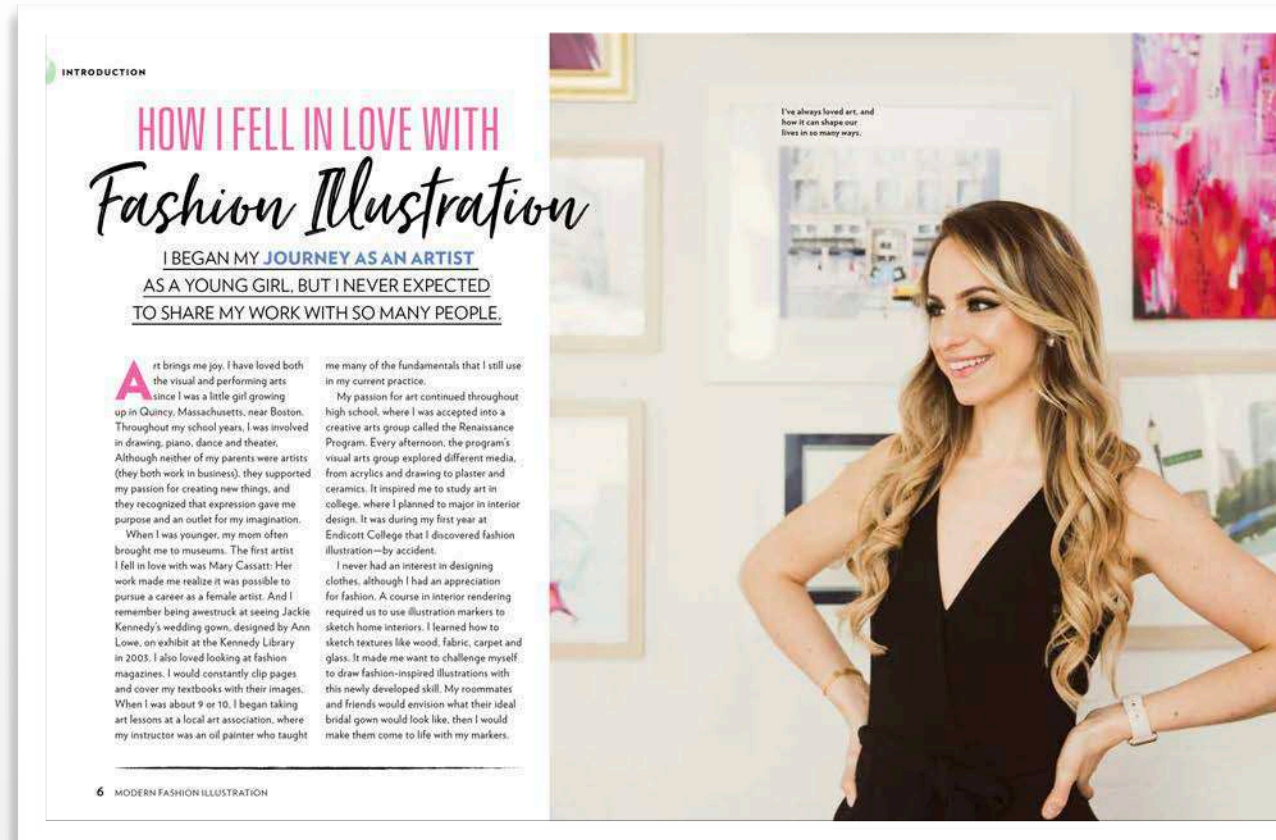 INTRODUCTION
HOW I FELL IN LOVE WITH
Fashion Illustration
I BEGAN MY JOURNEY AS AN ARTIST
AS A YOUNG GIRL, BUT I NEVER EXPECTED
TO SHARE MY WORK WITH SO MANY PEOPLE.
Art brings me joy. I have loved both
the visual and performing arts
since I was a little girl growing
up in Quincy, Massachusetts, near Boston.
Throughout my school years, I was involved
in drawing, piano, dance and theater.
Although neither of my parents were artists
(they both work in business), they supported
my passion for creating new things, and
they recognized that expression gave me
purpose and an outlet for my imagination.
When I was younger, my mom often
brought me to museums. The first artist
I fell in love with was Mary Cassatt: Her
work made me realize it was possible to
pursue a career as a female artist. And I
remember being awestruck at seeing Jackie
Kennedy's wedding gown, designed by Ann
Lowe, on exhibit at the Kennedy Library
in 2003. I also loved looking at fashion
magazines. I would constantly clip pages
and cover my textbooks with their images.
When I was about 9 or 10, I began taking
art lessons at a local art association, where
my instructor was an oil painter who taught
me many of the fundamentals that I still use
in my current practice.
My passion for art continued throughout
high school, where I was accepted into a
creative arts group called the Renaissance
Program. Every afternoon, the program's
visual arts group explored different media,
from acrylics and drawing to plaster and
ceramics. It inspired me to study art in
college, where I planned to major in interior
design. It was during my first year at
Endicott College that I discovered fashion
illustration—by accident.
I never had an interest in designing
clothes, although I had an appreciation
for fashion. A course in interior rendering
required us to use illustration markers to
sketch home interiors. I learned how to
sketch textures like wood, fabric, carpet and
glass. It made me want to challenge myself
to draw fashion-inspired illustrations with
this newly developed skill. My roommates
and friends would envision what their ideal
bridal gown would look like, then I would
make them come to life with my markers.
6 MODERN FASHION ILLUSTRATION
I've always loved art, and
how it can shape our
lives in so many ways.